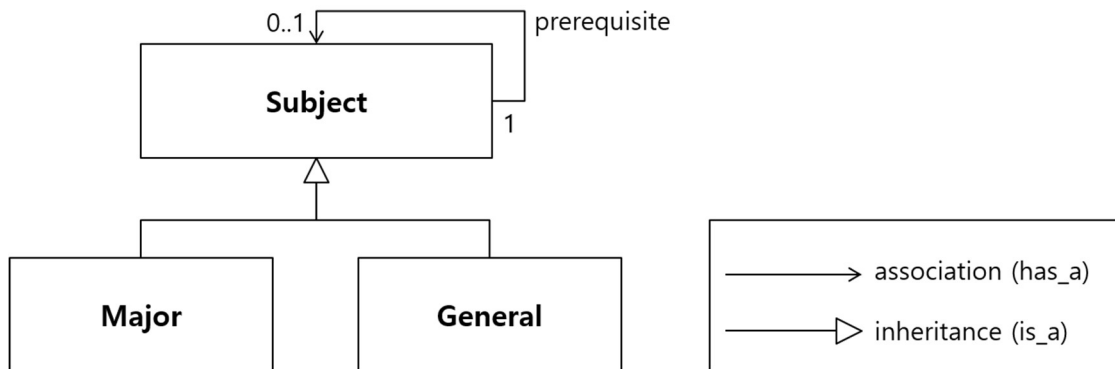 0..1
prerequisite
Subject
1
Major
General
association (has_a)
inheritance (is_a)